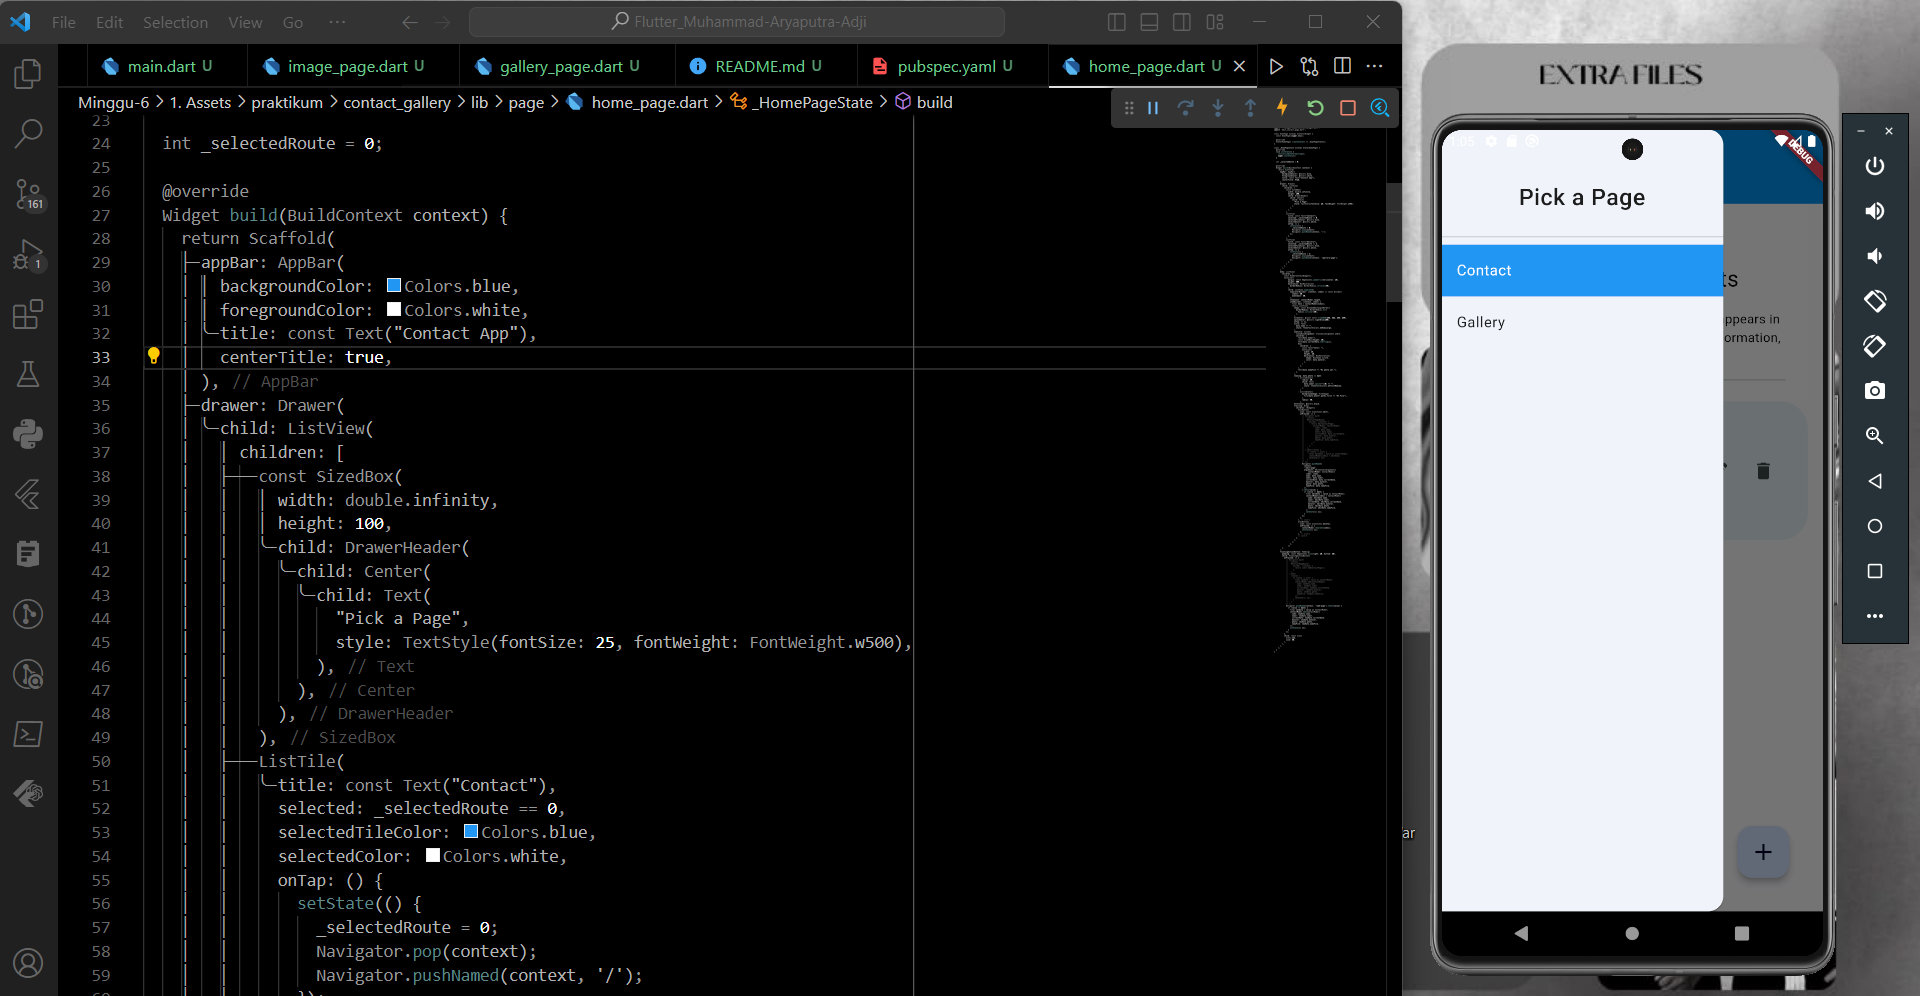 File Edit Selection View Go ··· Flutter_Muhammad-Aryaputra-Adji
main.dart U image_page.dart U gallery_page.dart U README.md U pubspec.yaml U home_page.dart U
Minggu-6 > 1. Assets > praktikum > contact_gallery > lib > page > home_page.dart > _HomePageState > build
23
24 int _selectedRoute = 0;
25
26 @override
27 Widget build(BuildContext context) {
28 return Scaffold(
29 appBar: AppBar(
30 backgroundColor: Colors.blue,
31 foregroundColor: Colors.white,
32 title: const Text("Contact App"),
33 centerTitle: true,
34 ), // AppBar
35 drawer: Drawer(
36 child: ListView(
37 children: [
38 const SizedBox(
39 width: double.infinity,
40 height: 100,
41 child: DrawerHeader(
42 child: Center(
43 child: Text(
44 "Pick a Page",
45 style: TextStyle(fontSize: 25, fontWeight: FontWeight.w500),
46 ), // Text
47 ), // Center
48 ), // DrawerHeader
49 ), // SizedBox
50 ListTile(
51 title: const Text("Contact"),
52 selected: _selectedRoute == 0,
53 selectedTileColor: Colors.blue,
54 selectedColor: Colors.white,
55 onTap: () {
56 setState(() {
57 _selectedRoute = 0;
58 Navigator.pop(context);
59 Navigator.pushNamed(context, '/');
161
1
EXTRA FILES
DEBUG
Pick a Page
Contact
Gallery
ts
ppears in
ormation,
ar